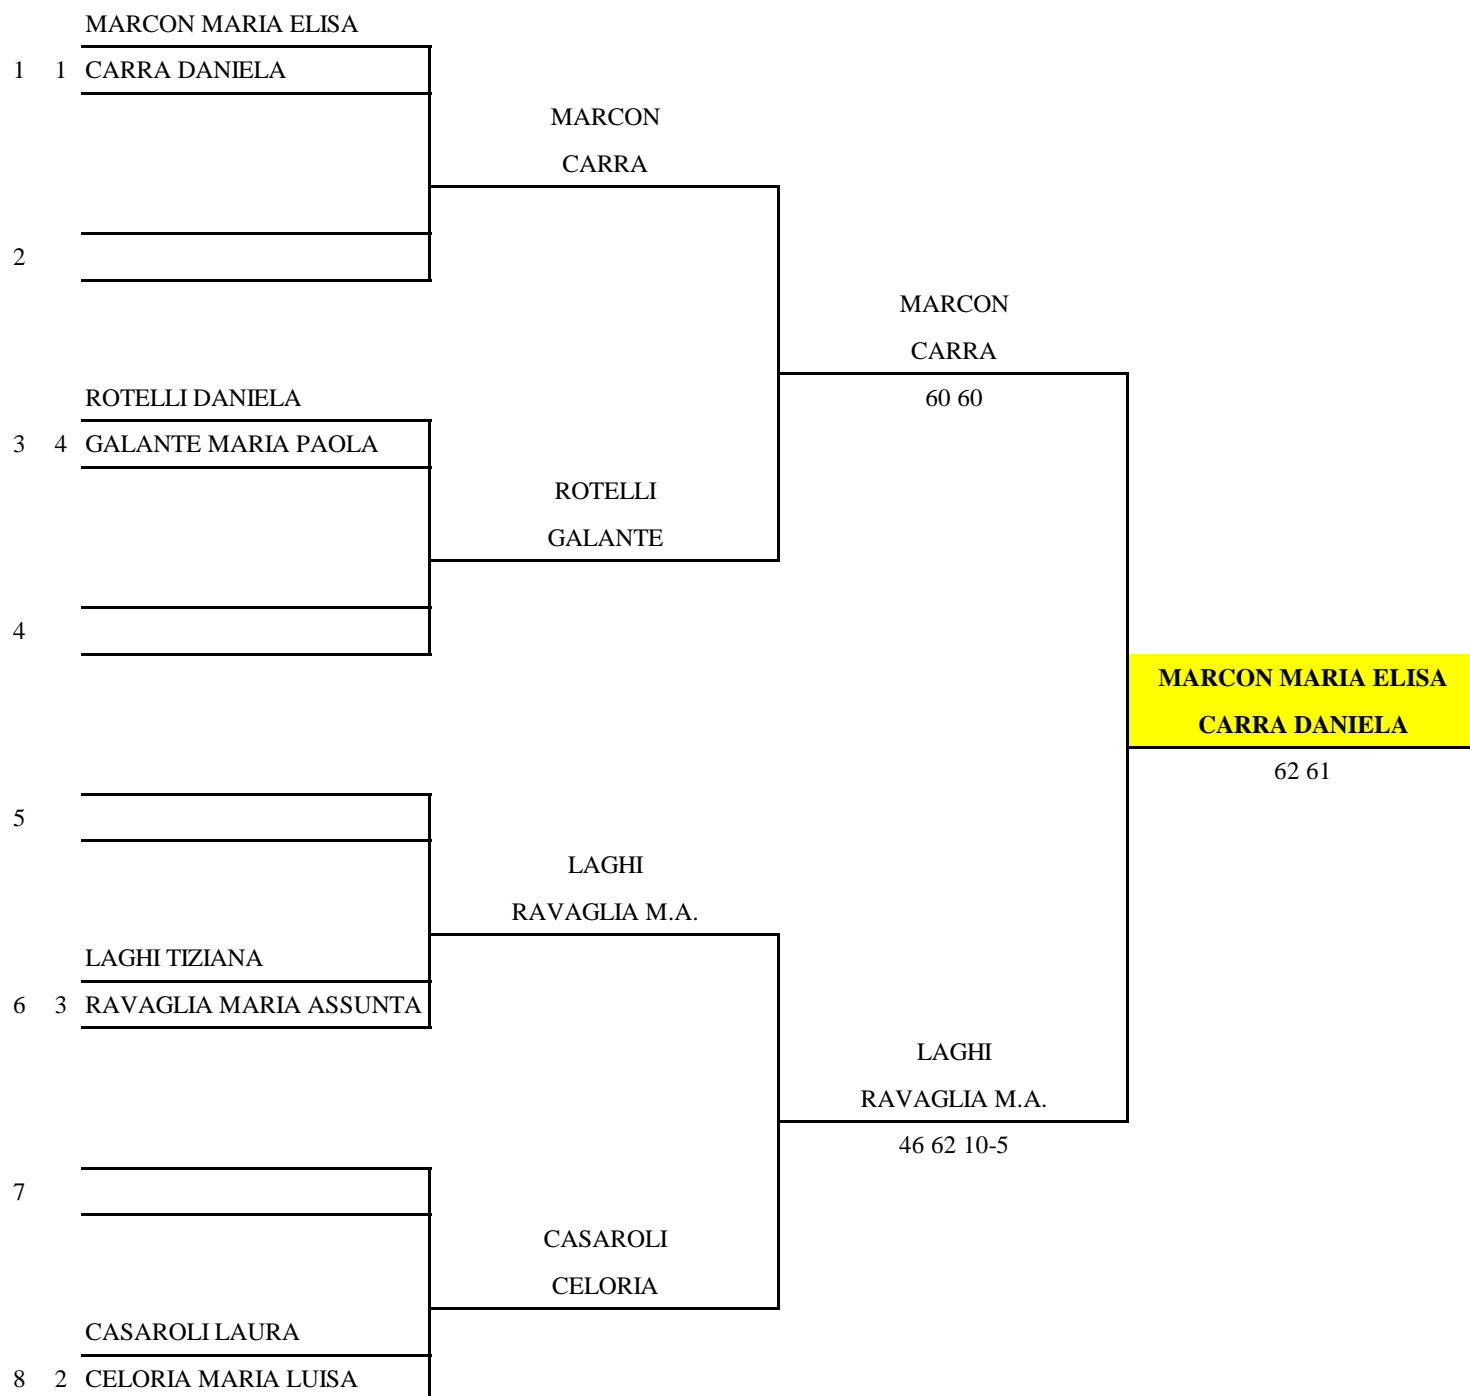 MARCON MARIA ELISA
1 1 CARRA DANIELA
MARCON
CARRA
2
MARCON
CARRA
60 60
ROTELLI DANIELA
3 4 GALANTE MARIA PAOLA
ROTELLI
GALANTE
4
MARCON MARIA ELISA
CARRA DANIELA
62 61
5
LAGHI
RAVAGLIA M.A.
LAGHI TIZIANA
6 3 RAVAGLIA MARIA ASSUNTA
LAGHI
RAVAGLIA M.A.
46 62 10-5
7
CASAROLI
CELORIA
CASAROLI LAURA
8 2 CELORIA MARIA LUISA